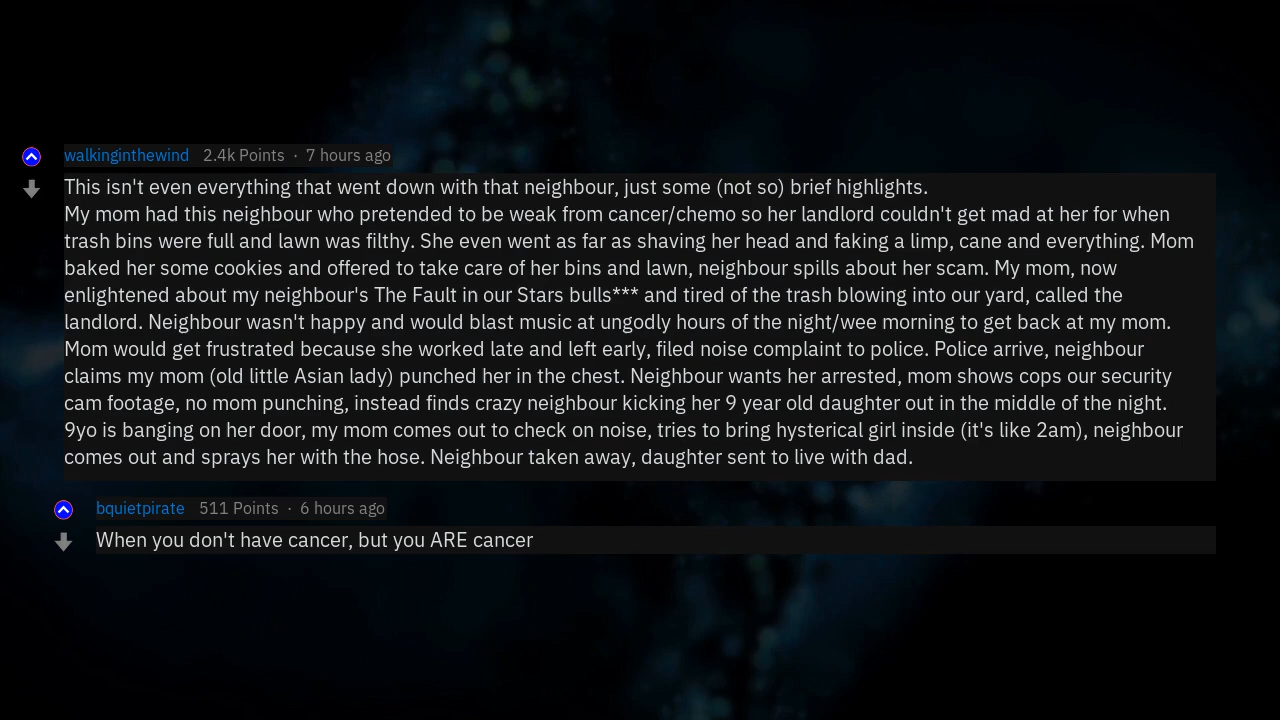 walkinginthewind 2.4k Points · 7 hours ago
This isn't even everything that went down with that neighbour, just some (not so) brief highlights.
My mom had this neighbour who pretended to be weak from cancer/chemo so her landlord couldn't get mad at her for when
trash bins were full and lawn was filthy. She even went as far as shaving her head and faking a limp, cane and everything. Mom
baked her some cookies and offered to take care of her bins and lawn, neighbour spills about her scam. My mom, now
enlightened about my neighbour's The Fault in our Stars bulls*** and tired of the trash blowing into our yard, called the
landlord. Neighbour wasn't happy and would blast music at ungodly hours of the night/wee morning to get back at my mom.
Mom would get frustrated because she worked late and left early, filed noise complaint to police. Police arrive, neighbour
claims my mom (old little Asian lady) punched her in the chest. Neighbour wants her arrested, mom shows cops our security
cam footage, no mom punching, instead finds crazy neighbour kicking her 9 year old daughter out in the middle of the night.
9yo is banging on her door, my mom comes out to check on noise, tries to bring hysterical girl inside (it's like 2am), neighbour
comes out and sprays her with the hose. Neighbour taken away, daughter sent to live with dad.
bquietpirate 511 Points · 6 hours ago
When you don't have cancer, but you ARE cancer